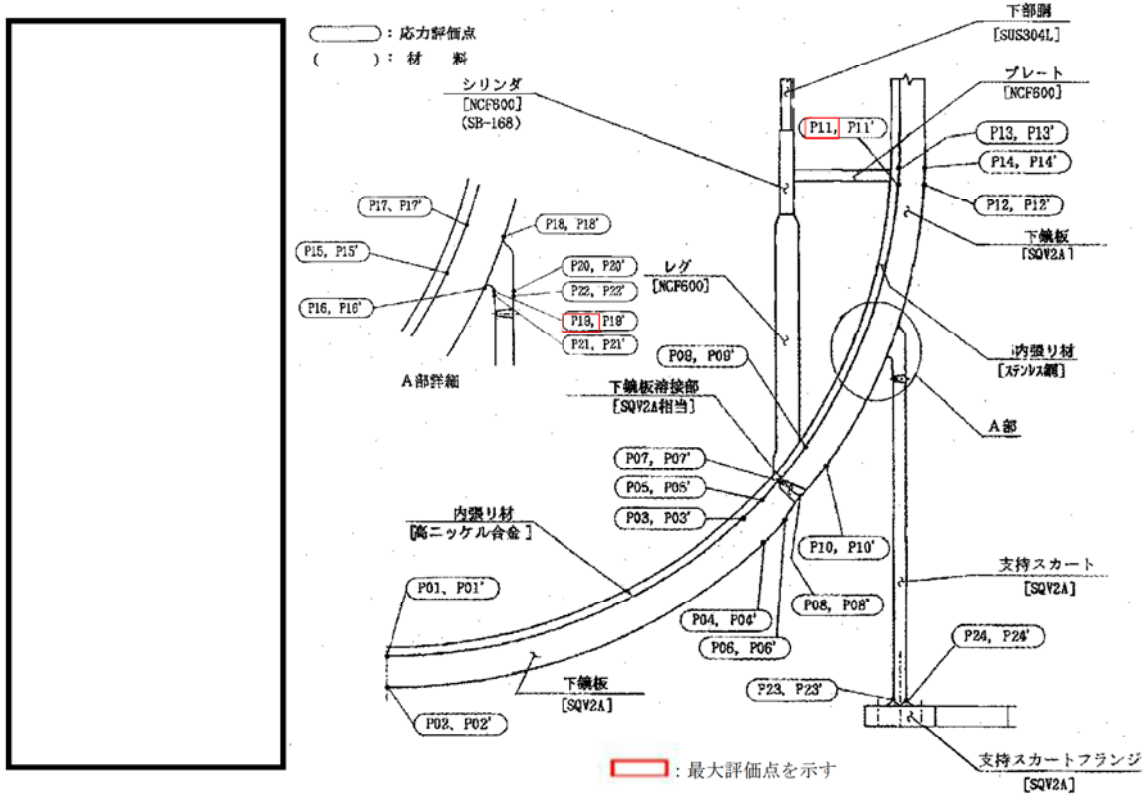 : 応力評価点
( ) : 材 料
下部胴
[SUS304L]
プレート
[NCF600]
シリンダ
[NCF600]
(SB-168)
P11, P11'
P13, P13'
P14, P14'
P12, P12'
下鏡板
[SQV2A]
P17、P17'
P18, P18'
P15, P15'
P20, P20'
P22, P22'
P16, P16'
P19, P19'
P21, P21'
A部詳細
レグ
[NCF600]
P09, P09'
内張り材
[ステンレス鋼]
下鏡板溶接部
[SQV2A相当]
A部
P07, P07'
P05, P05'
P03, P03'
内張り材
[高ニッケル合金]
P10, P10'
支持スカート
[SQV2A]
P01、P01'
P08, P08'
P04, P04'
P06, P06'
P24, P24'
下鏡板
[SQV2A]
P23, P23'
P02、P02'
支持スカートフランジ
[SQV2A]
: 最大評価点を示す